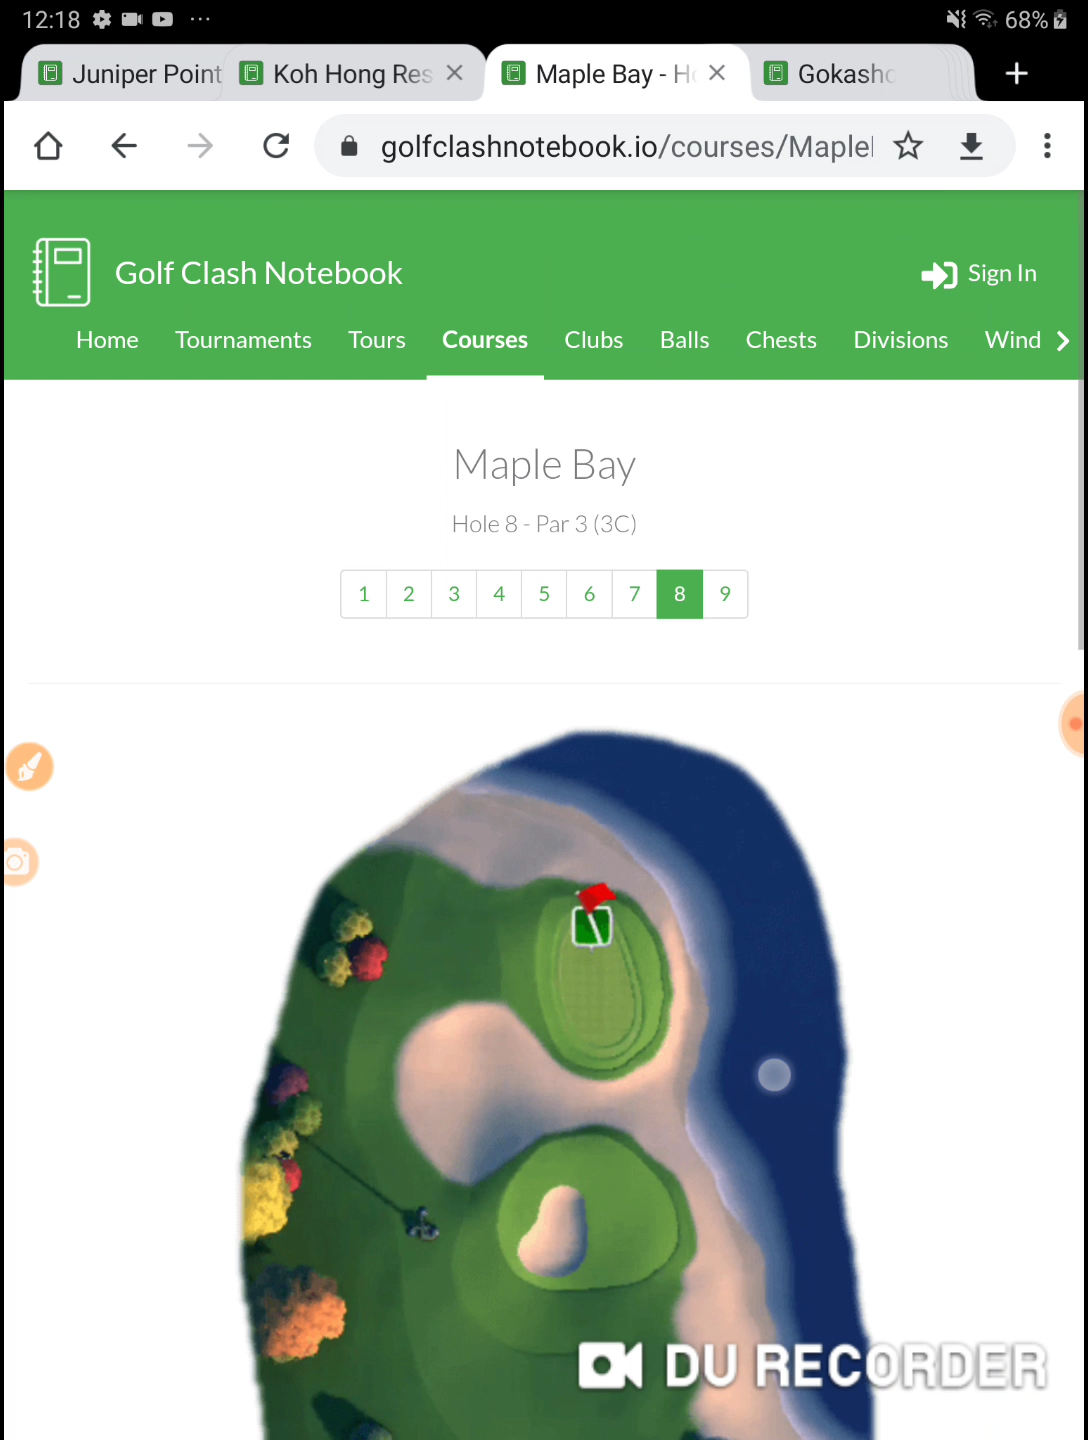 12:18 ... 68%
Juniper Point Koh Hong Res Maple Bay - Ho Gokasho
golfclashnotebook.io/courses/Maple
Golf Clash Notebook
Sign In
Home Tournaments Tours Courses Clubs Balls Chests Divisions Wind
Maple Bay
Hole 8 - Par 3 (3C)
1 2 3 4 5 6 7 8 9
DU RECORDER